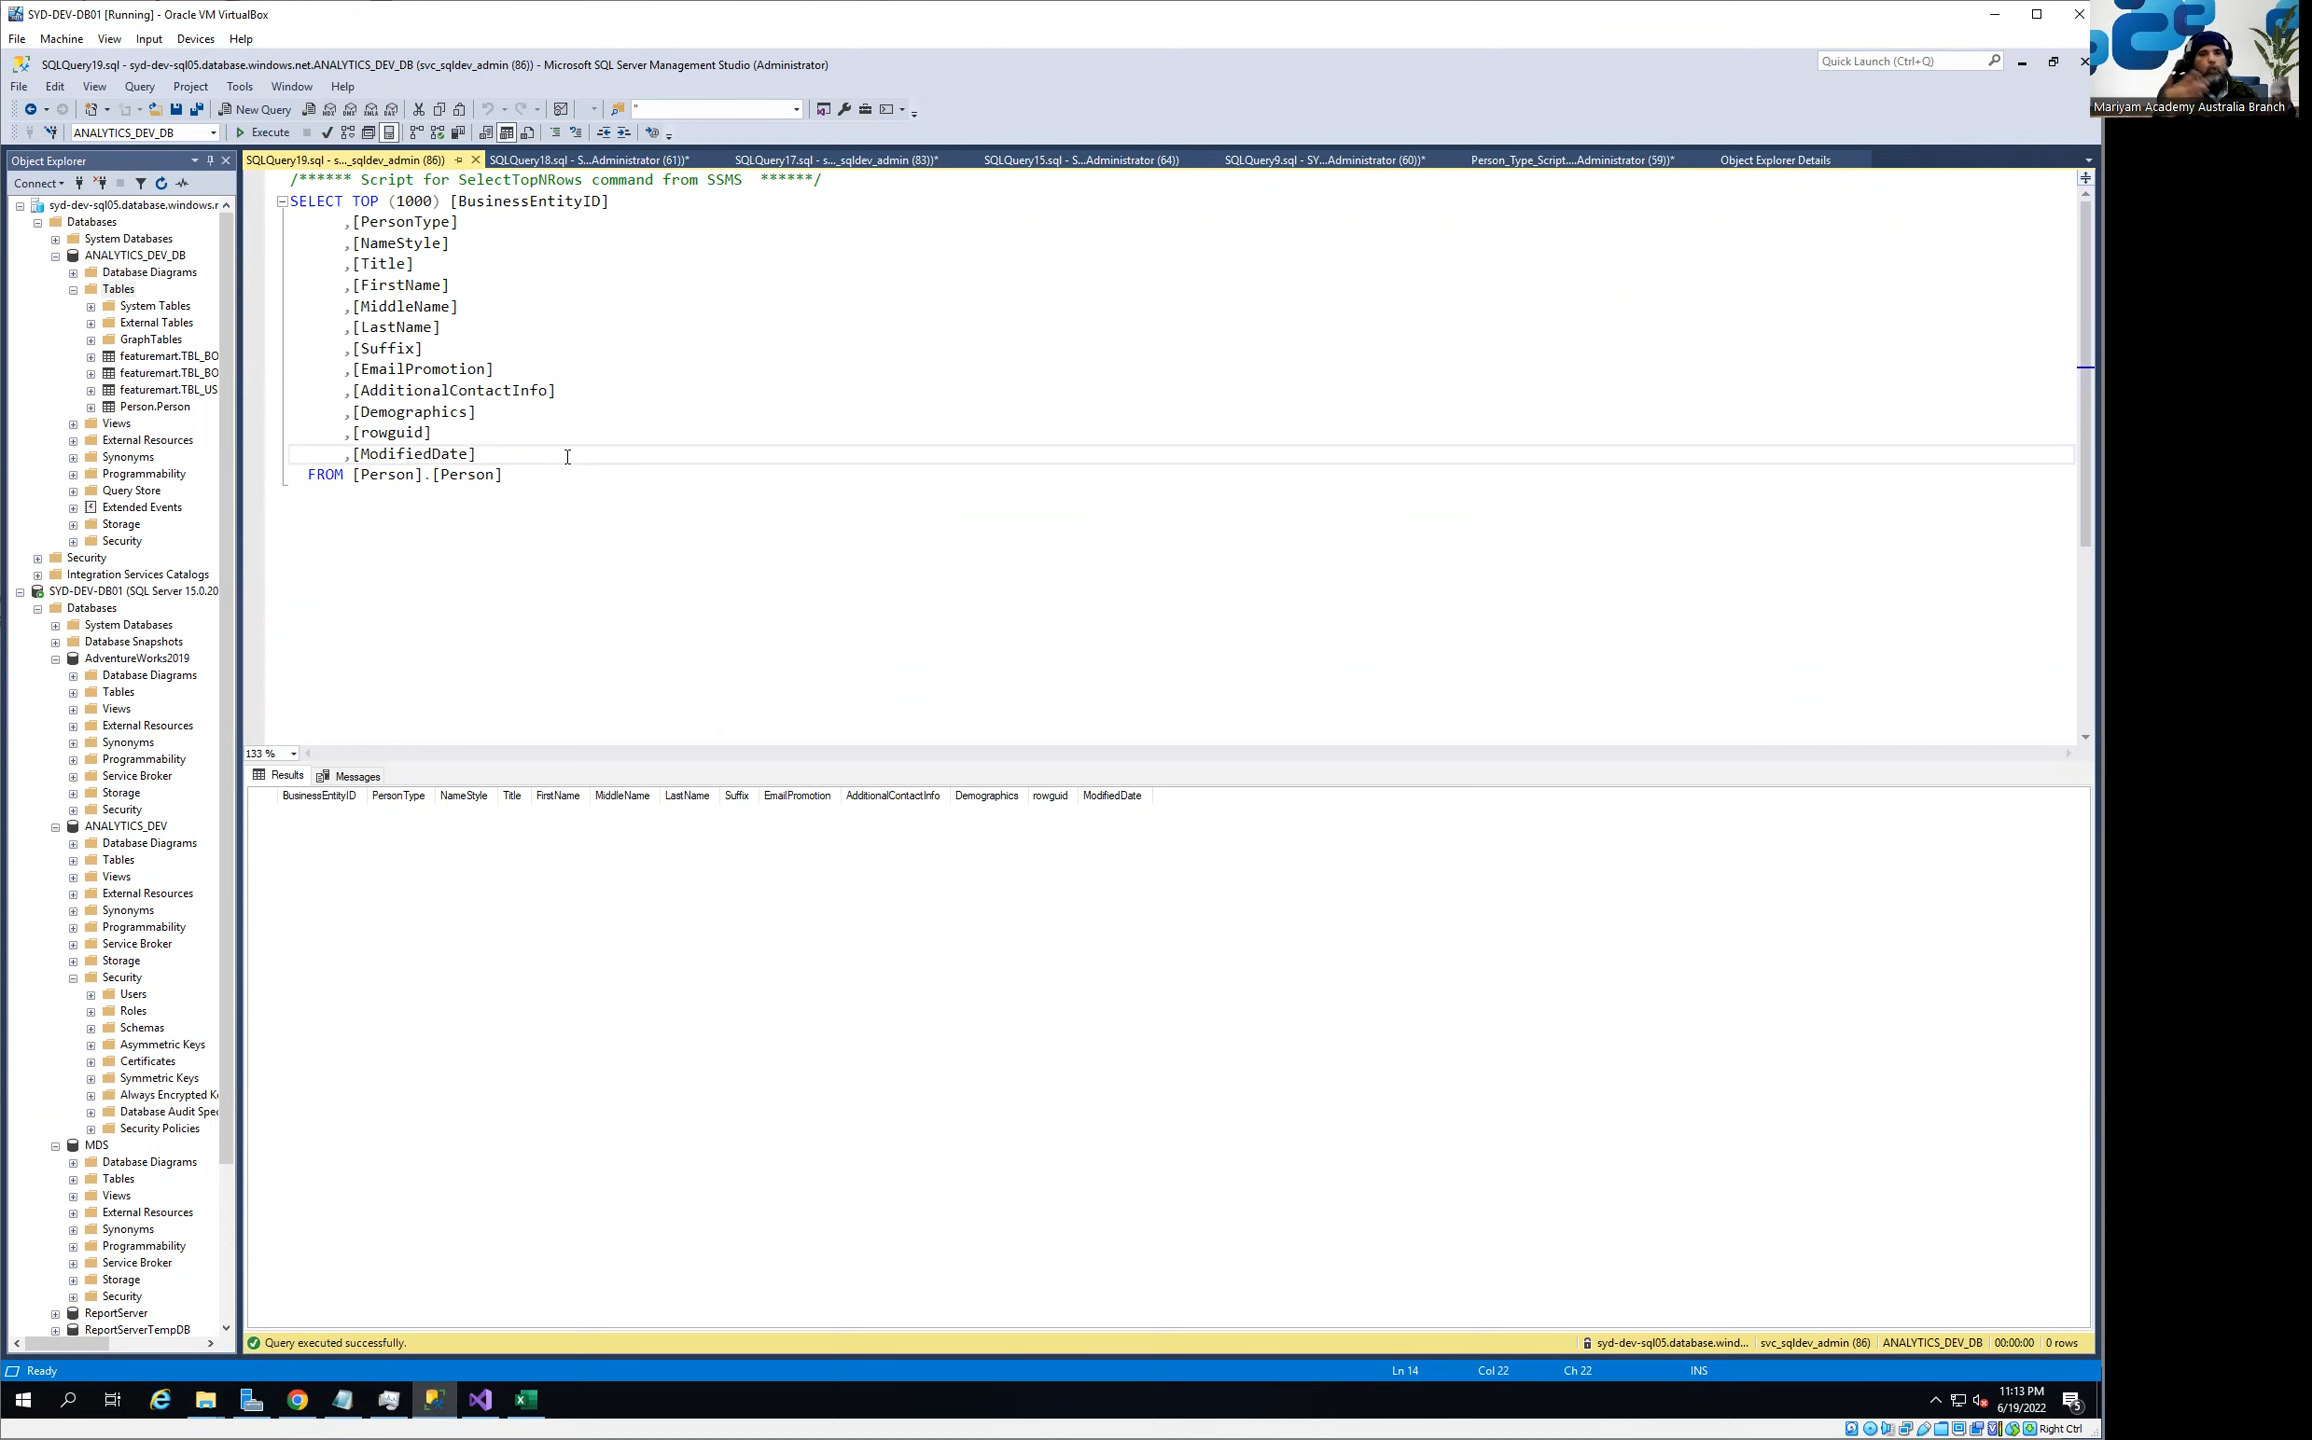 SYD-DEV-DB01 [Running] - Oracle VM VirtualBox
File Machine View Input Devices Help
SQLQuery19.sql - syd-dev-sql05.database.windows.net.ANALYTICS_DEV_DB (svc_sqldev_admin (86)) - Microsoft SQL Server Management Studio (Administrator)
Quick Launch (Ctrl+Q)
Mariyam Academy Australia Branch
File Edit View Query Project Tools Window Help
New Query
ANALYTICS_DEV_DB Execute
Object Explorer
SQLQuery19.sql - s..._sqldev_admin (86)) SQLQuery18.sql - S...Administrator (61))* SQLQuery17.sql - s..._sqldev_admin (83))* SQLQuery15.sql - S...Administrator (64)) SQLQuery9.sql - SY...Administrator (60))* Person_Type_Script....Administrator (59))* Object Explorer Details
Connect
syd-dev-sql05.database.windows.r
Databases
System Databases
ANALYTICS_DEV_DB
Database Diagrams
Tables
System Tables
External Tables
GraphTables
featuremart.TBL_BO
featuremart.TBL_BO
featuremart.TBL_US
Person.Person
Views
External Resources
Synonyms
Programmability
Query Store
Extended Events
Storage
Security
Security
Integration Services Catalogs
SYD-DEV-DB01 (SQL Server 15.0.20
Databases
System Databases
Database Snapshots
AdventureWorks2019
Database Diagrams
Tables
Views
External Resources
Synonyms
Programmability
Service Broker
Storage
Security
ANALYTICS_DEV
Database Diagrams
Tables
Views
External Resources
Synonyms
Programmability
Service Broker
Storage
Security
Users
Roles
Schemas
Asymmetric Keys
Certificates
Symmetric Keys
Always Encrypted K
Database Audit Spe
Security Policies
MDS
Database Diagrams
Tables
Views
External Resources
Synonyms
Programmability
Service Broker
Storage
Security
ReportServer
ReportServerTempDB
/****** Script for SelectTopNRows command from SSMS ******/
SELECT TOP (1000) [BusinessEntityID]
,[PersonType]
,[NameStyle]
,[Title]
,[FirstName]
,[MiddleName]
,[LastName]
,[Suffix]
,[EmailPromotion]
,[AdditionalContactInfo]
,[Demographics]
,[rowguid]
,[ModifiedDate]
FROM [Person].[Person]
133 %
Results Messages
BusinessEntityID PersonType NameStyle Title FirstName MiddleName LastName Suffix EmailPromotion AdditionalContactInfo Demographics rowguid ModifiedDate
Query executed successfully. syd-dev-sql05.database.wind... svc_sqldev_admin (86) ANALYTICS_DEV_DB 00:00:00 0 rows
Ready Ln 14 Col 22 Ch 22 INS
11:13 PM
6/19/2022
5
Right Ctrl